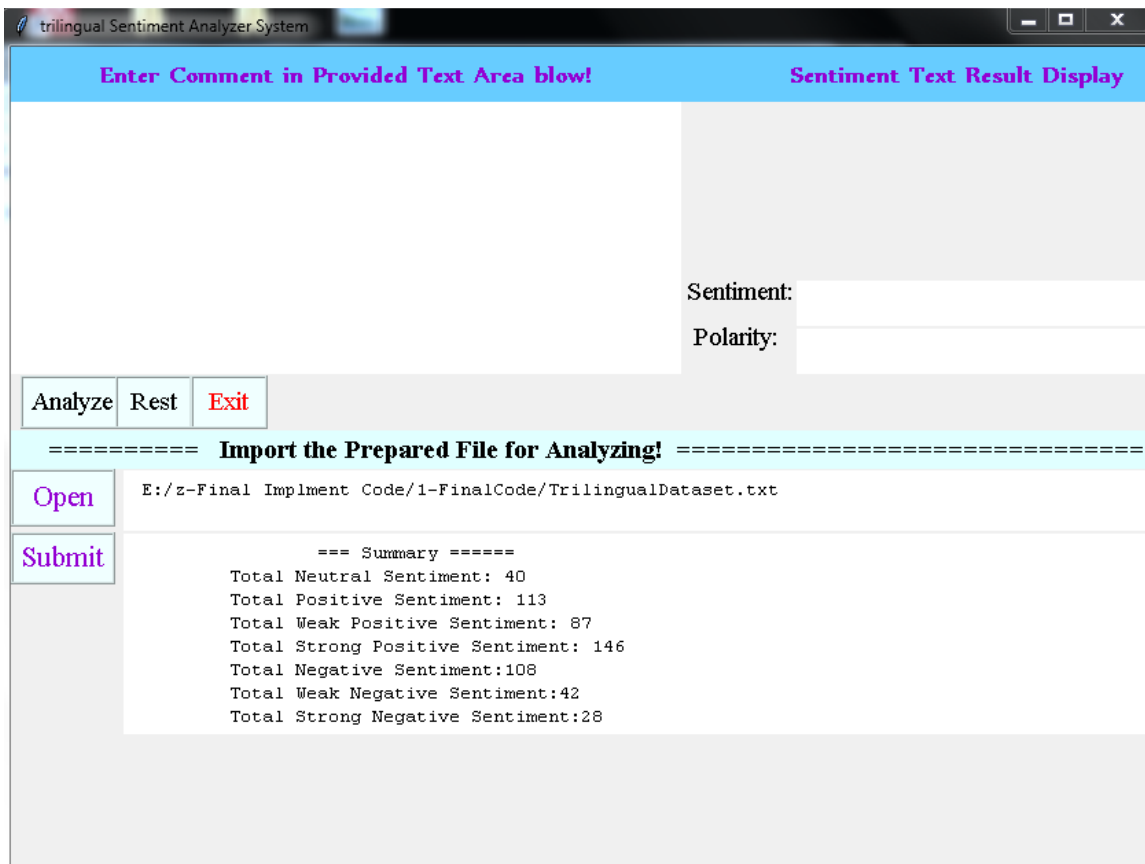 trilingual Sentiment Analyzer System
Enter Comment in Provided Text Area blow!
Sentiment Text Result Display
Sentiment:
Polarity:
Analyze Rest Exit
========== Import the Prepared File for Analyzing! ===============================
Open E:/z-Final Implment Code/1-FinalCode/TrilingualDataset.txt
Submit
=== Summary ======
Total Neutral Sentiment: 40
Total Positive Sentiment: 113
Total Weak Positive Sentiment: 87
Total Strong Positive Sentiment: 146
Total Negative Sentiment:108
Total Weak Negative Sentiment:42
Total Strong Negative Sentiment:28